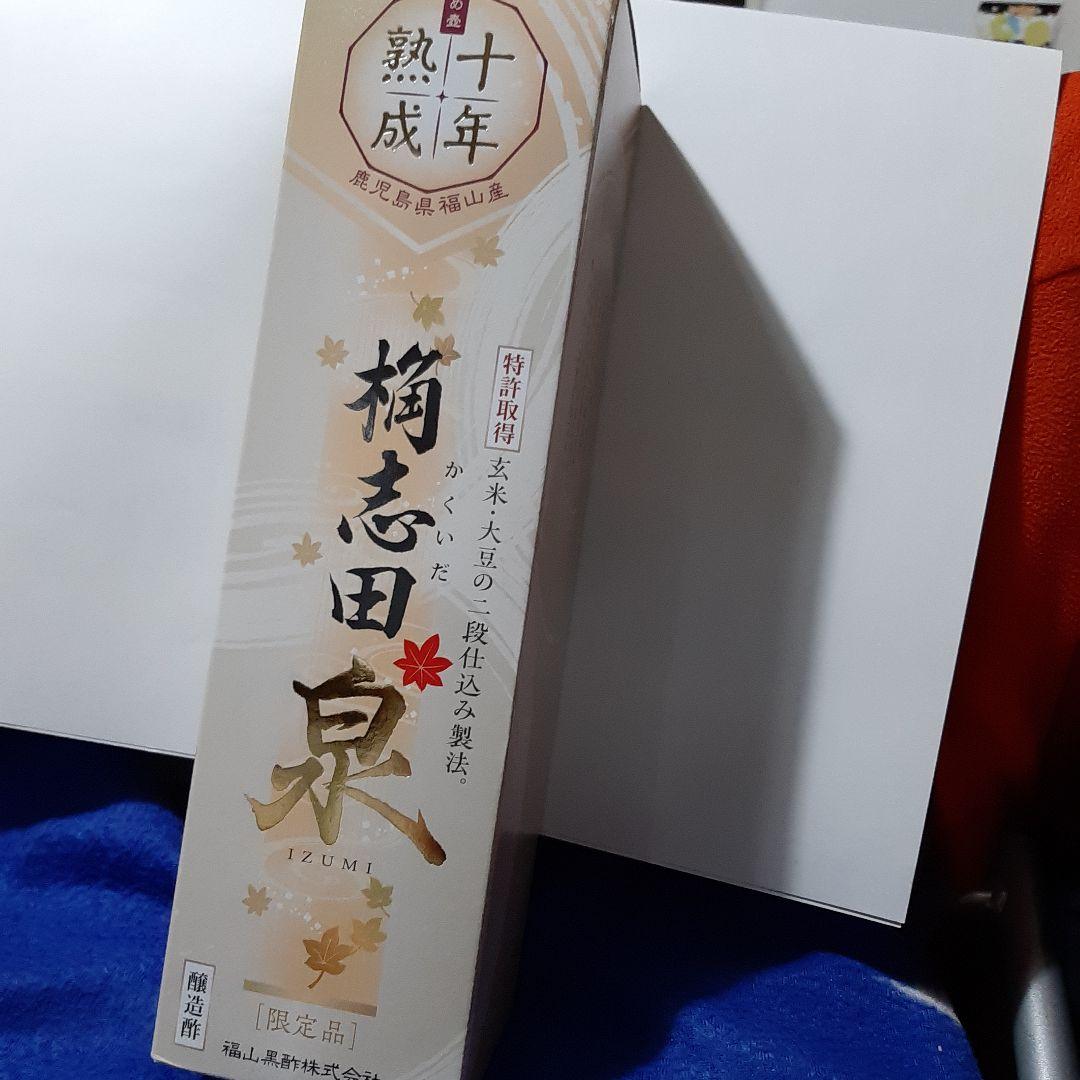 め壺
十年
熟成
鹿児島県福山産
特許取得
玄米・大豆の二段仕込み製法。
桷志田
かくいだ
泉
IZUMI
醸造酢
[限定品]
福山黒酢株式会社